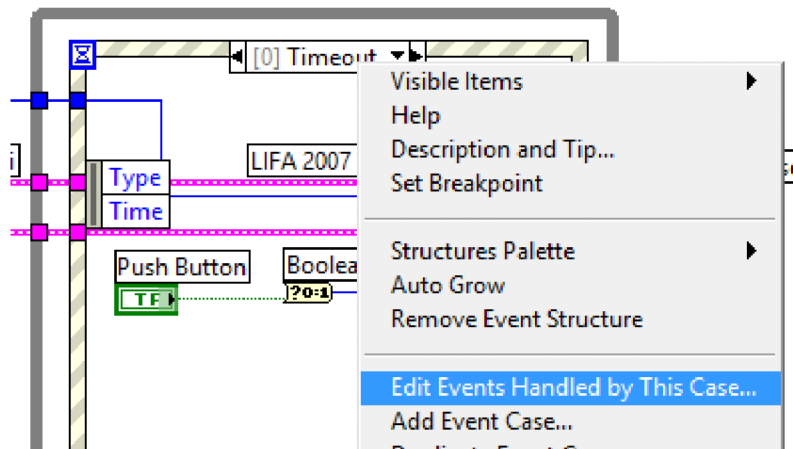 [0] Timeout
Visible Items
Help
Description and Tip...
Set Breakpoint
Structures Palette
Auto Grow
Remove Event Structure
Edit Events Handled by This Case...
Add Event Case...
LIFA 2007
Type
Time
Push Button
Boolea
TF
?0:1